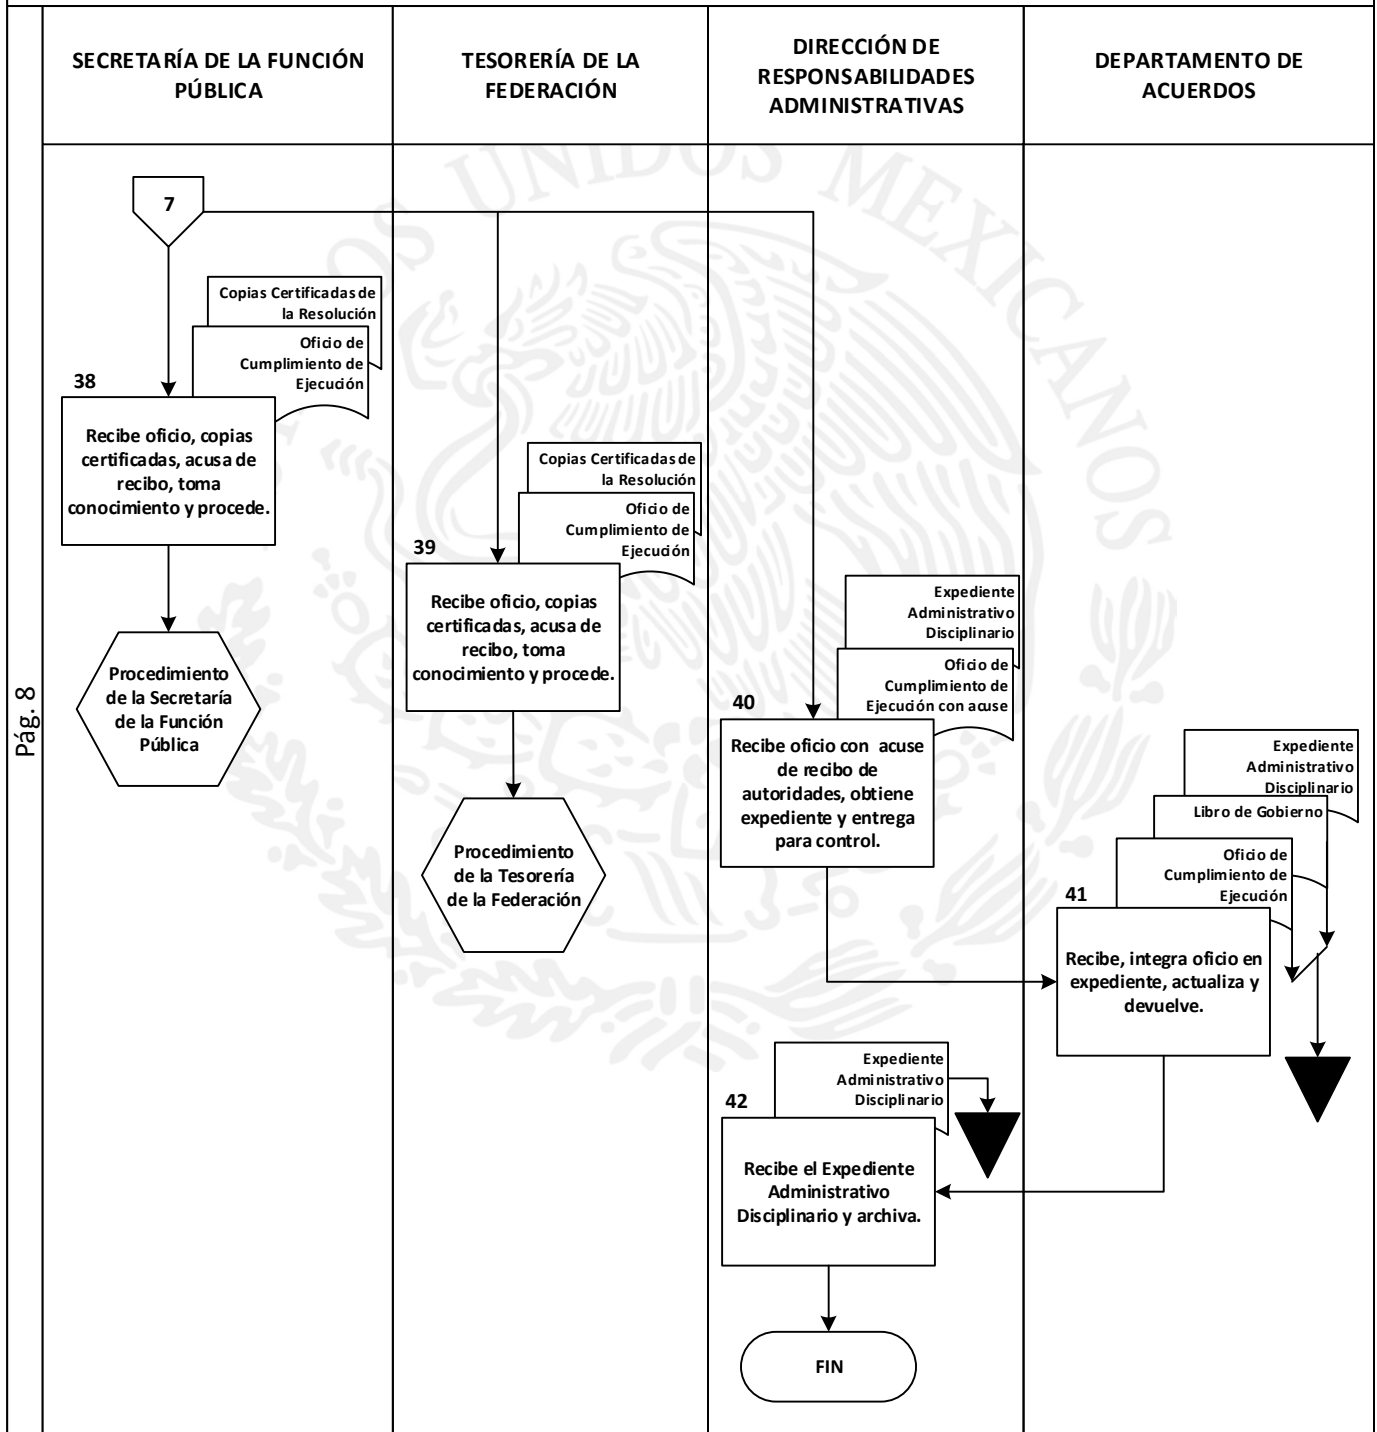 SECRETARÍA DE LA FUNCIÓN
PÚBLICA
TESORERÍA DE LA
FEDERACIÓN
DIRECCIÓN DE
RESPONSABILIDADES
ADMINISTRATIVAS
DEPARTAMENTO DE
ACUERDOS
Pág. 8
UNIDOS MEXICANOS
7
Copias Certificadas de
la Resolución
Oficio de
Cumplimiento de
Ejecución
38
Recibe oficio, copias
certificadas, acusa de
recibo, toma
conocimiento y procede.
Procedimiento
de la Secretaría
de la Función
Pública
Copias Certificadas de
la Resolución
Oficio de
Cumplimiento de
Ejecución
39
Recibe oficio, copias
certificadas, acusa de
recibo, toma
conocimiento y procede.
Procedimiento
de la Tesorería
de la Federación
Expediente
Administrativo
Disciplinario
Oficio de
Cumplimiento de
Ejecución con acuse
40
Recibe oficio con acuse
de recibo de
autoridades, obtiene
expediente y entrega
para control.
Expediente
Administrativo
Disciplinario
Libro de Gobierno
Oficio de
Cumplimiento de
Ejecución
41
Recibe, integra oficio en
expediente, actualiza y
devuelve.
Expediente
Administrativo
Disciplinario
42
Recibe el Expediente
Administrativo
Disciplinario y archiva.
FIN